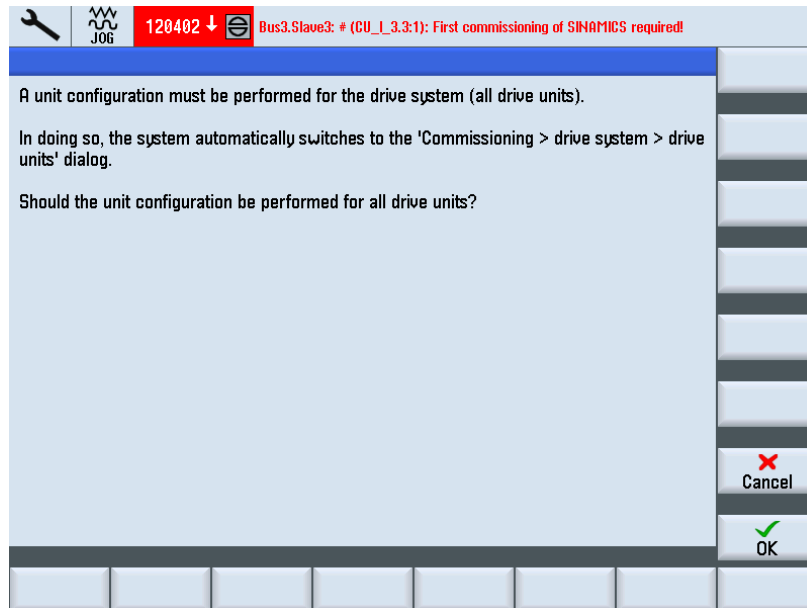 JOG
120402
Bus3.Slave3: # (CU_I_3.3:1): First commissioning of SINAMICS required!
A unit configuration must be performed for the drive system (all drive units).
In doing so, the system automatically switches to the 'Commissioning > drive system > drive
units' dialog.
Should the unit configuration be performed for all drive units?
Cancel
OK